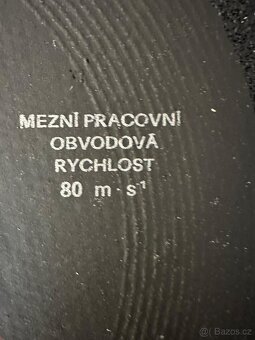 MEZNÍ PRACOVNÍ
OBVODOVÁ
RYCHLOST
80 m·s⁻¹
Bazos.cz